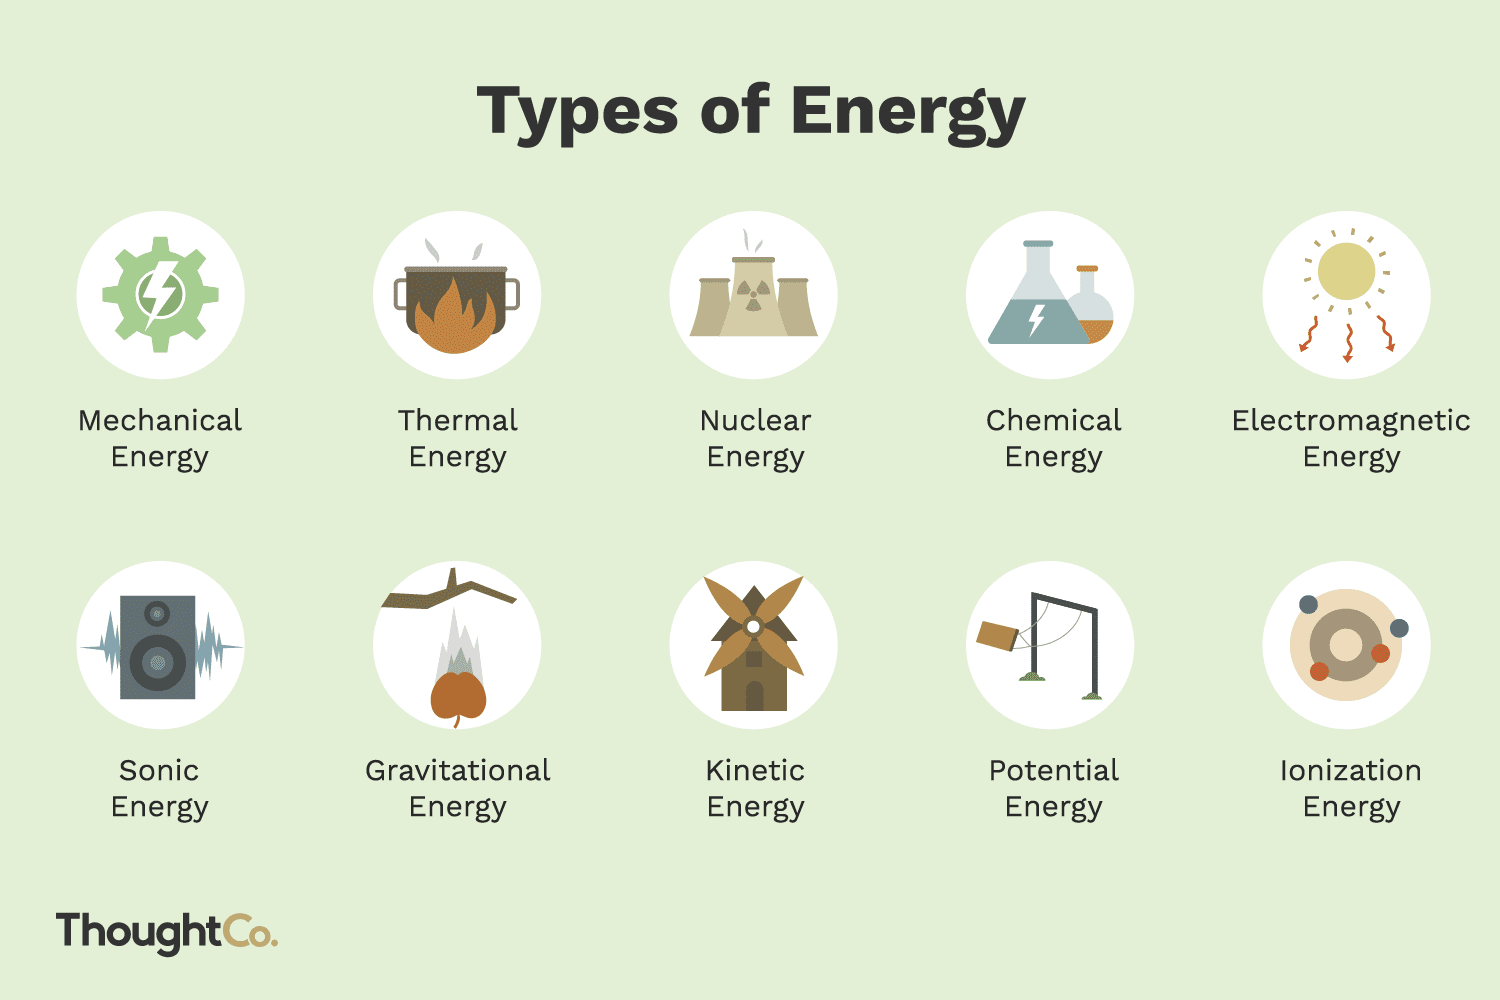 Types of Energy
Mechanical
Energy
Thermal
Energy
Nuclear
Energy
Chemical
Energy
Electromagnetic
Energy
Sonic
Energy
Gravitational
Energy
Kinetic
Energy
Potential
Energy
Ionization
Energy
ThoughtCo.